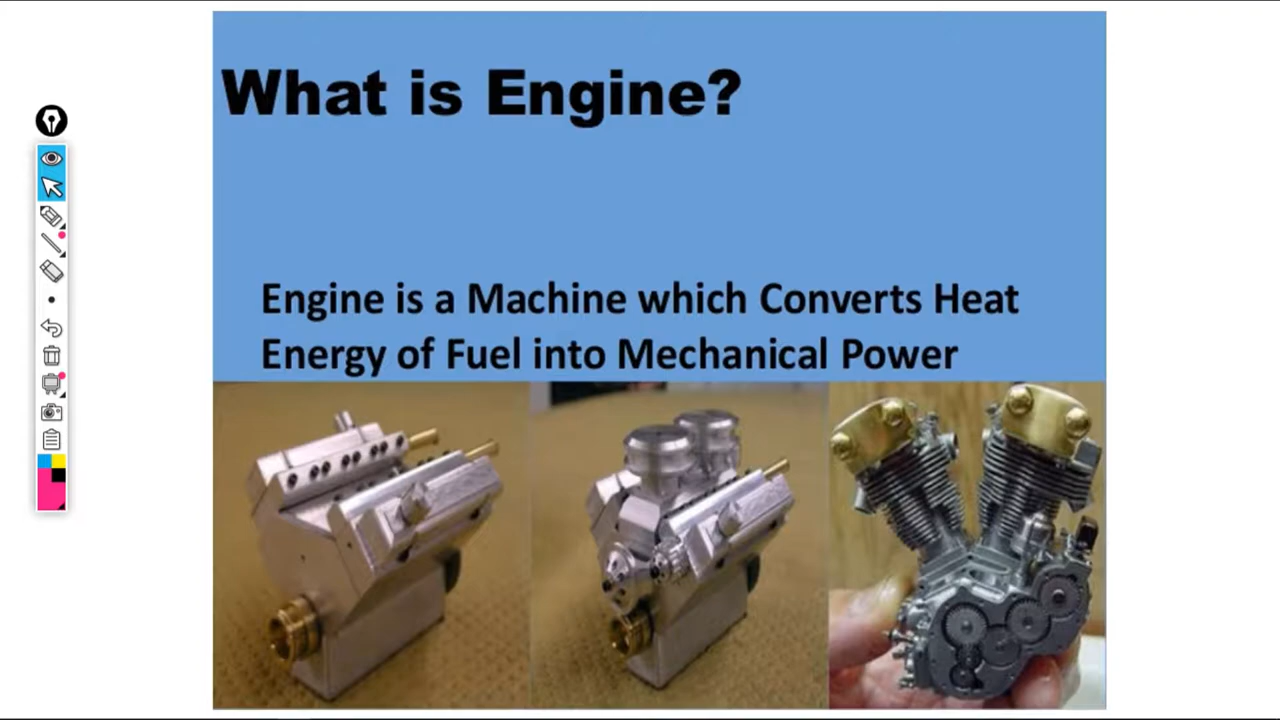 What is Engine?
Engine is a Machine which Converts Heat
Energy of Fuel into Mechanical Power